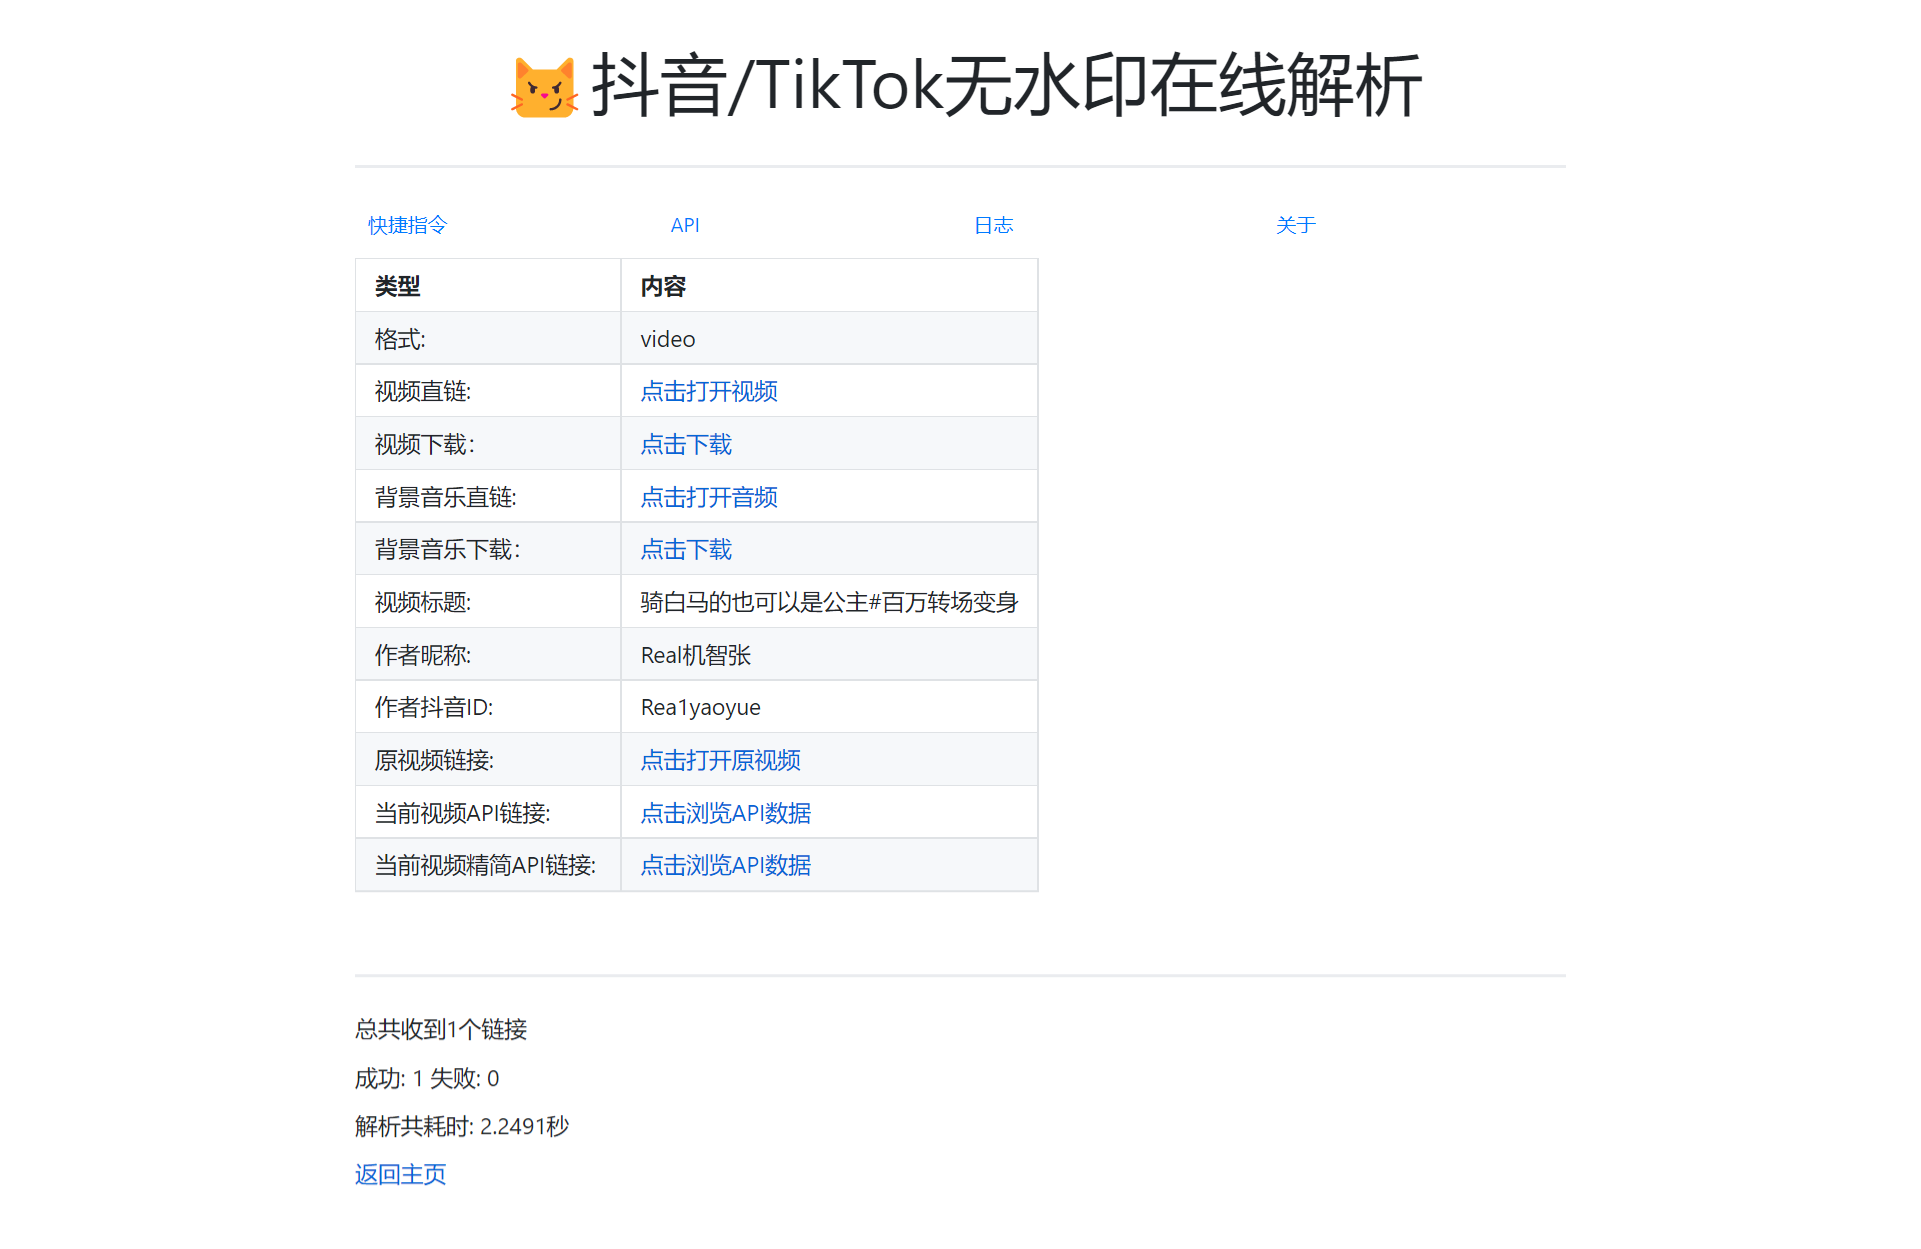 抖音/TikTok无水印在线解析
快捷指令 API 日志 关于
类型 内容
格式: video
视频直链: 点击打开视频
视频下载： 点击下载
背景音乐直链: 点击打开音频
背景音乐下载： 点击下载
视频标题: 骑白马的也可以是公主#百万转场变身
作者昵称: Real机智张
作者抖音ID: Rea1yaoyue
原视频链接: 点击打开原视频
当前视频API链接: 点击浏览API数据
当前视频精简API链接: 点击浏览API数据
总共收到1个链接
成功: 1 失败: 0
解析共耗时: 2.2491秒
返回主页